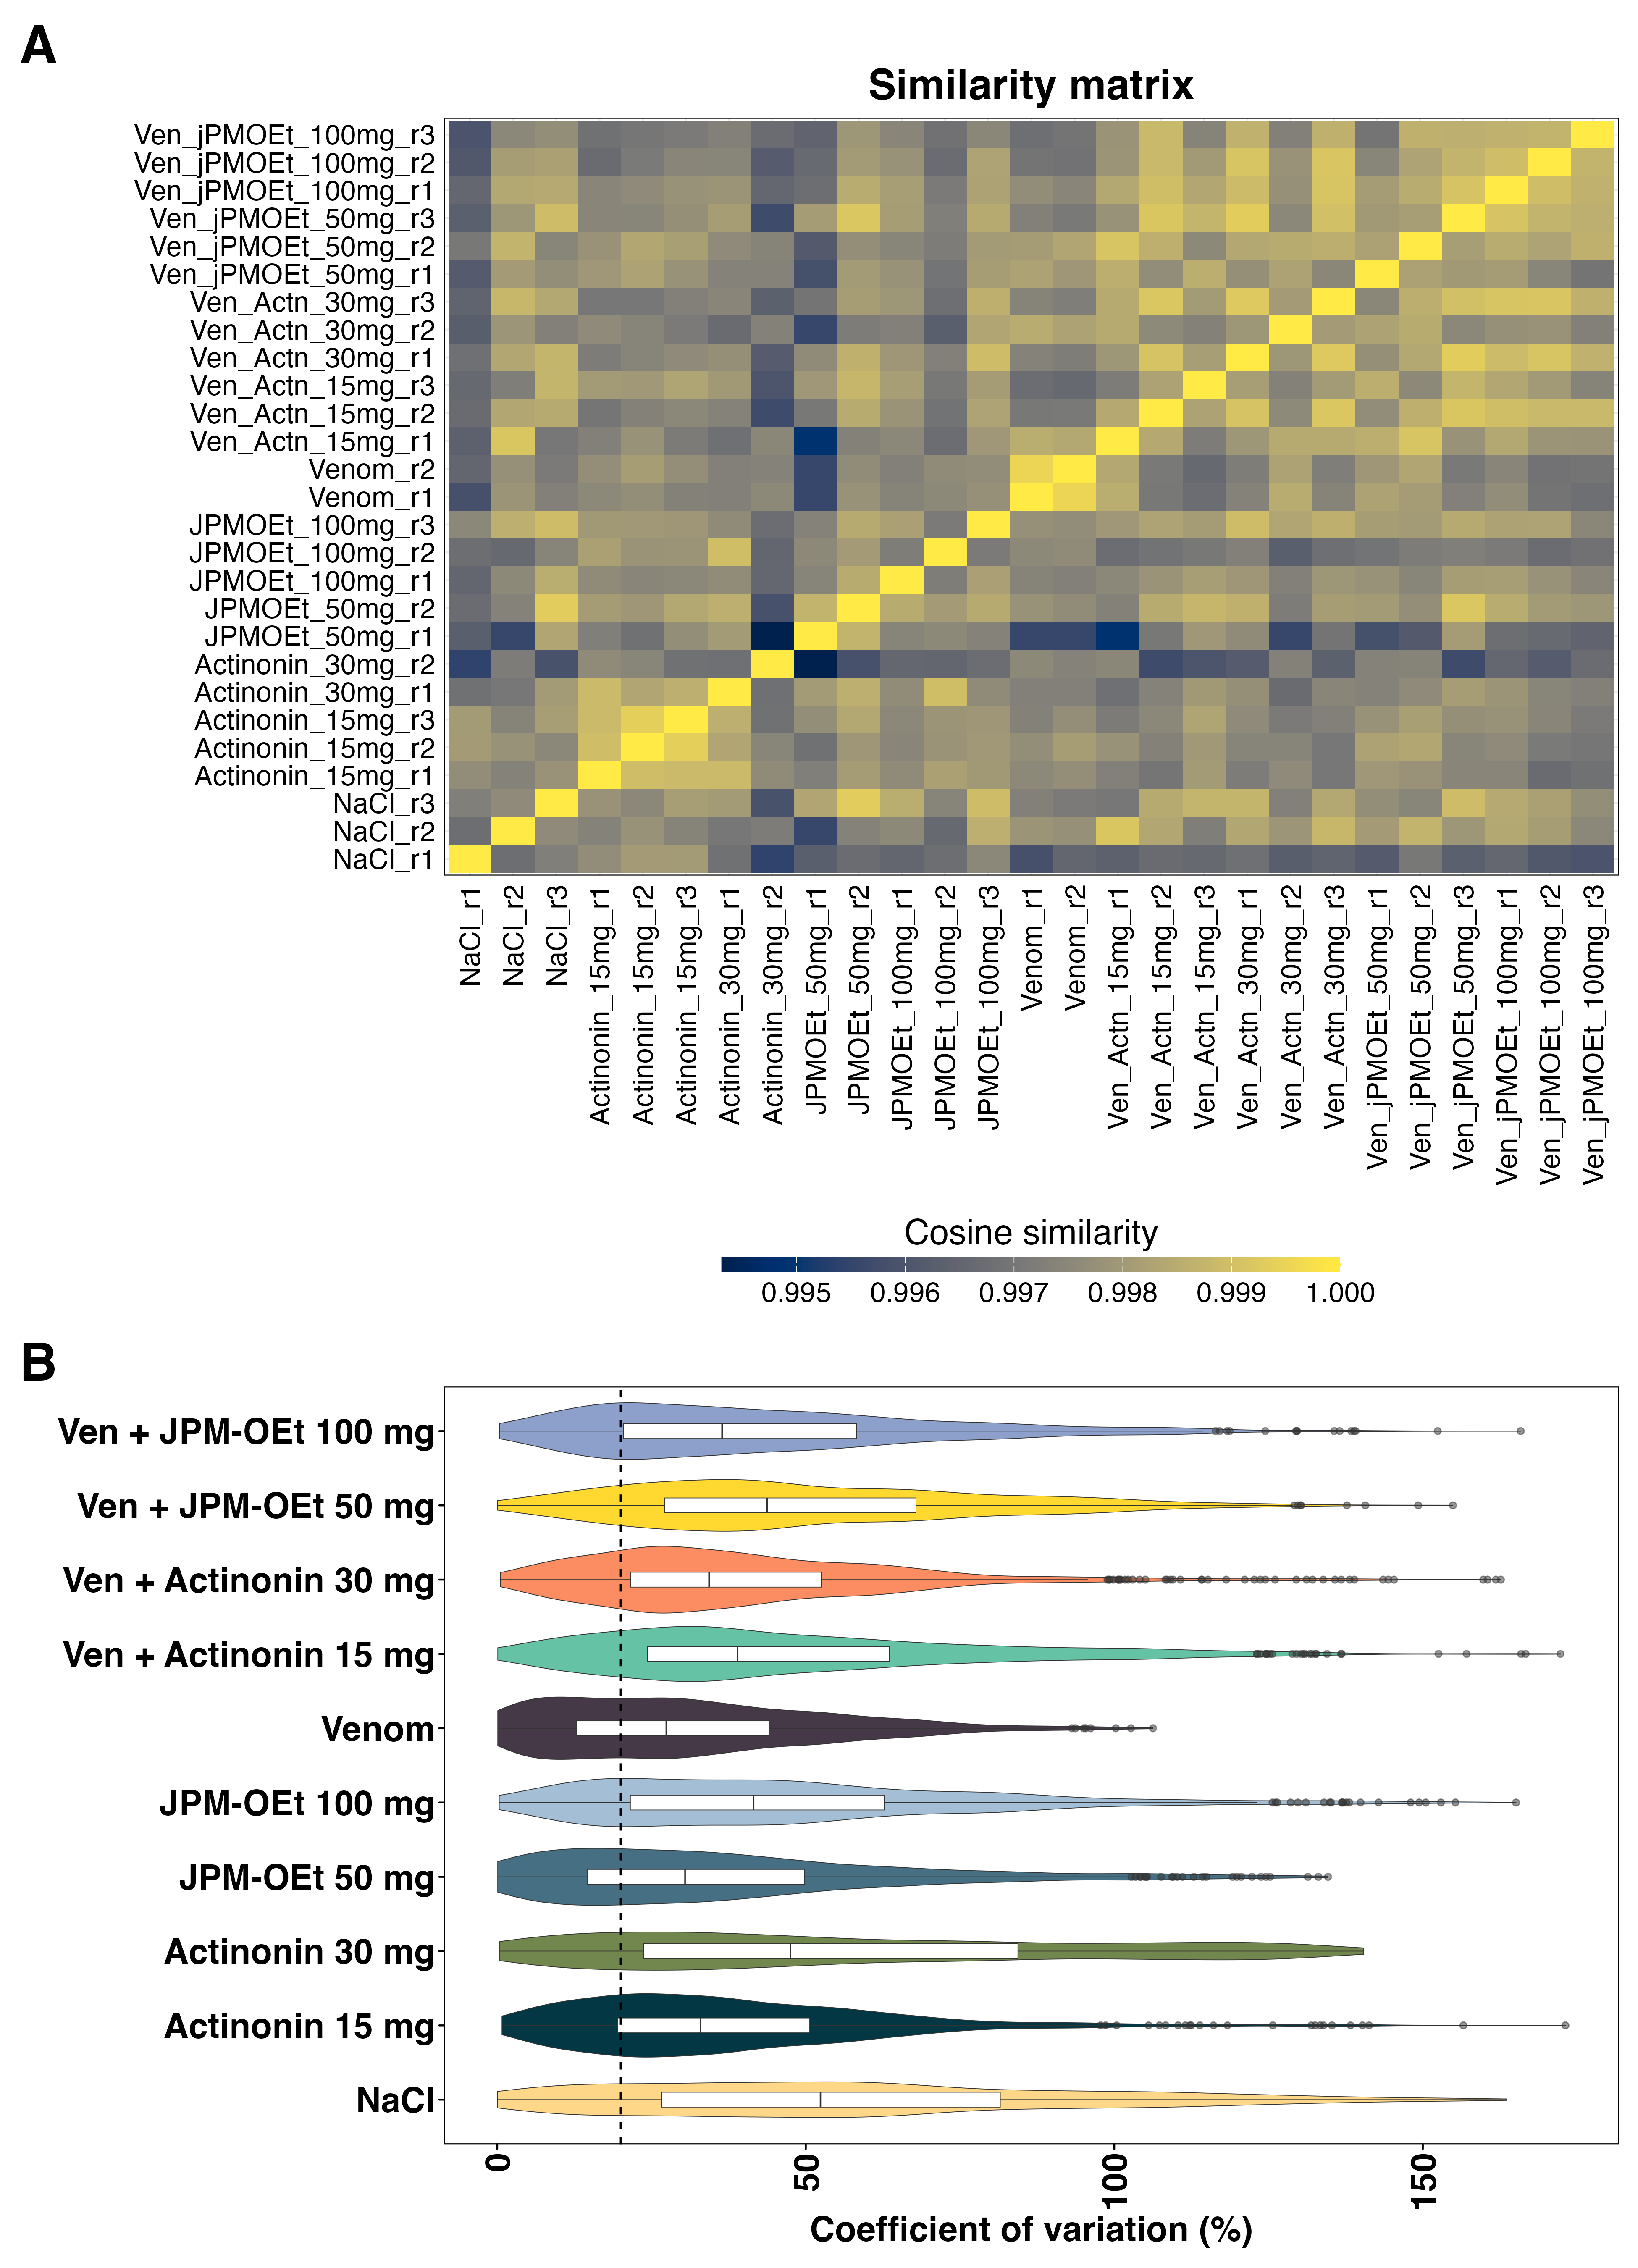 A
Similarity matrix
Ven_jPMOEt_100mg_r3
Ven_jPMOEt_100mg_r2
Ven_jPMOEt_100mg_r1
Ven_jPMOEt_50mg_r3
Ven_jPMOEt_50mg_r2
Ven_jPMOEt_50mg_r1
Ven_Actn_30mg_r3
Ven_Actn_30mg_r2
Ven_Actn_30mg_r1
Ven_Actn_15mg_r3
Ven_Actn_15mg_r2
Ven_Actn_15mg_r1
Venom_r2
Venom_r1
JPMOEt_100mg_r3
JPMOEt_100mg_r2
JPMOEt_100mg_r1
JPMOEt_50mg_r2
JPMOEt_50mg_r1
Actinonin_30mg_r2
Actinonin_30mg_r1
Actinonin_15mg_r3
Actinonin_15mg_r2
Actinonin_15mg_r1
NaCl_r3
NaCl_r2
NaCl_r1
NaCl_r1
NaCl_r2
NaCl_r3
Actinonin_15mg_r1
Actinonin_15mg_r2
Actinonin_15mg_r3
Actinonin_30mg_r1
Actinonin_30mg_r2
JPMOEt_50mg_r1
JPMOEt_50mg_r2
JPMOEt_100mg_r1
JPMOEt_100mg_r2
JPMOEt_100mg_r3
Venom_r1
Venom_r2
Ven_Actn_15mg_r1
Ven_Actn_15mg_r2
Ven_Actn_15mg_r3
Ven_Actn_30mg_r1
Ven_Actn_30mg_r2
Ven_Actn_30mg_r3
Ven_jPMOEt_50mg_r1
Ven_jPMOEt_50mg_r2
Ven_jPMOEt_50mg_r3
Ven_jPMOEt_100mg_r1
Ven_jPMOEt_100mg_r2
Ven_jPMOEt_100mg_r3
Cosine similarity
0.995 0.996 0.997 0.998 0.999 1.000
B
Ven + JPM-OEt 100 mg
Ven + JPM-OEt 50 mg
Ven + Actinonin 30 mg
Ven + Actinonin 15 mg
Venom
JPM-OEt 100 mg
JPM-OEt 50 mg
Actinonin 30 mg
Actinonin 15 mg
NaCl
0 50 100 150
Coefficient of variation (%)